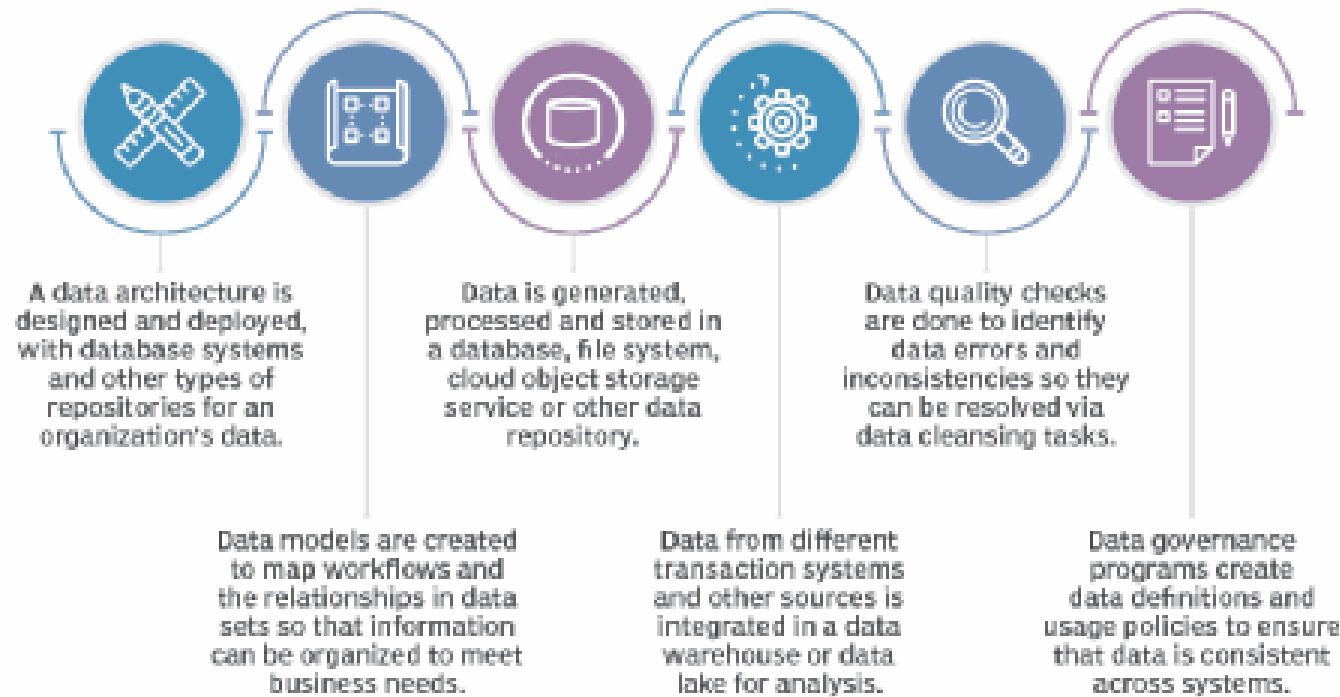 A data architecture is
designed and deployed,
with database systems
and other types of
repositories for an
organization's data.
Data models are created
to map workflows and
the relationships in data
sets so that information
can be organized to meet
business needs.
Data is generated,
processed and stored in
a database, file system,
cloud object storage
service or other data
repository.
Data from different
transaction systems
and other sources is
integrated in a data
warehouse or data
lake for analysis.
Data quality checks
are done to identify
data errors and
inconsistencies so they
can be resolved via
data cleansing tasks.
Data governance
programs create
data definitions and
usage policies to ensure
that data is consistent
across systems.